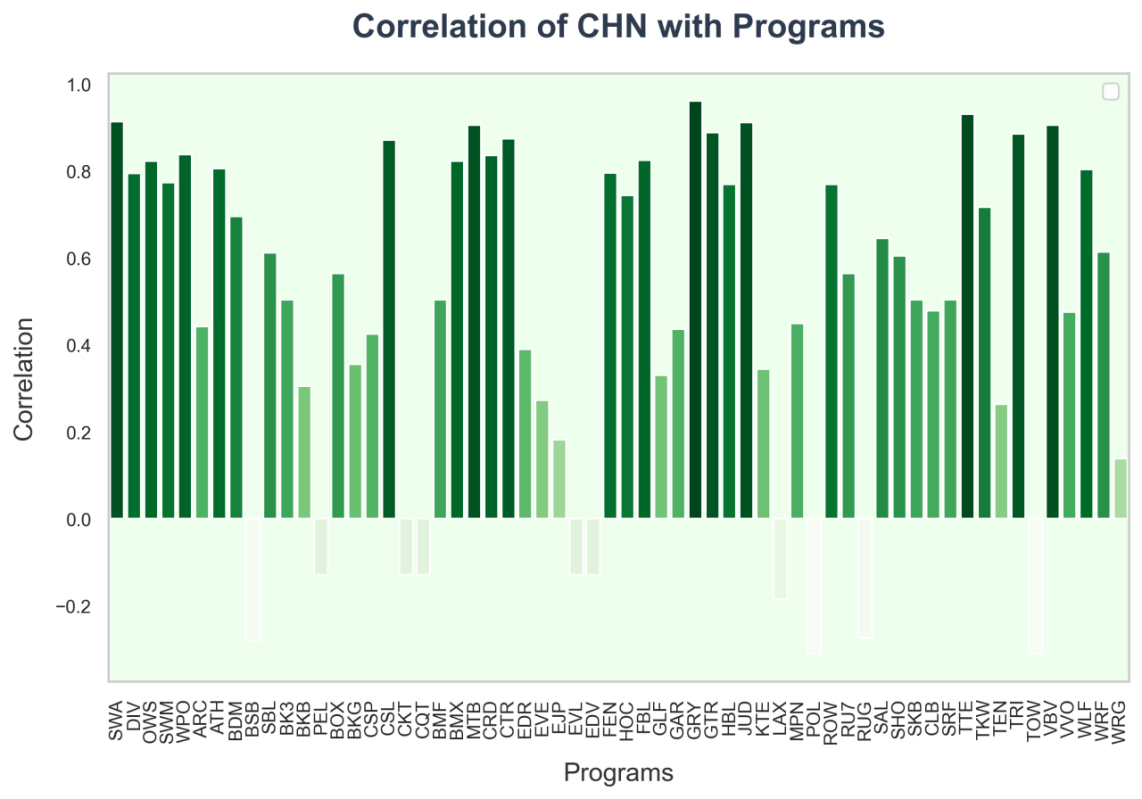 Correlation of CHN with Programs
1.0
0.8
0.6
0.4
0.2
0.0
−0.2
Correlation
SWA
DIV
OWS
SWM
WPO
ARC
ATH
BDM
BSB
SBL
BK3
BKB
PEL
BOX
BKG
CSP
CSL
CKT
CQT
BMF
BMX
MTB
CRD
CTR
EDR
EVE
EJP
EVL
EDV
FEN
HOC
FBL
GLF
GAR
GRY
GTR
HBL
JUD
KTE
LAX
MPN
POL
ROW
RU7
RUG
SAL
SHO
SKB
CLB
SRF
TTE
TKW
TEN
TRI
TOW
VBV
VVO
WLF
WRF
WRG
Programs